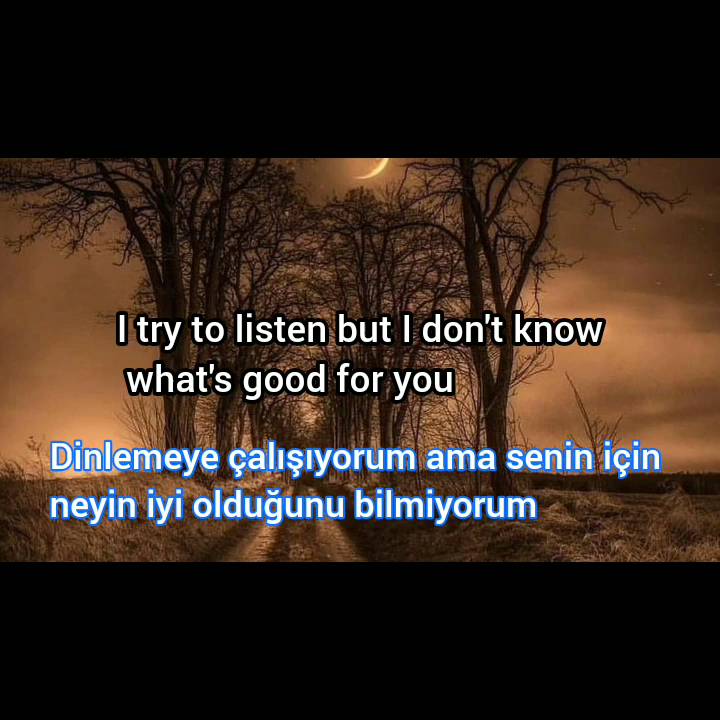 I try to listen but I don't know
what's good for you
Dinlemeye çalışıyorum ama senin için
neyin iyi olduğunu bilmiyorum